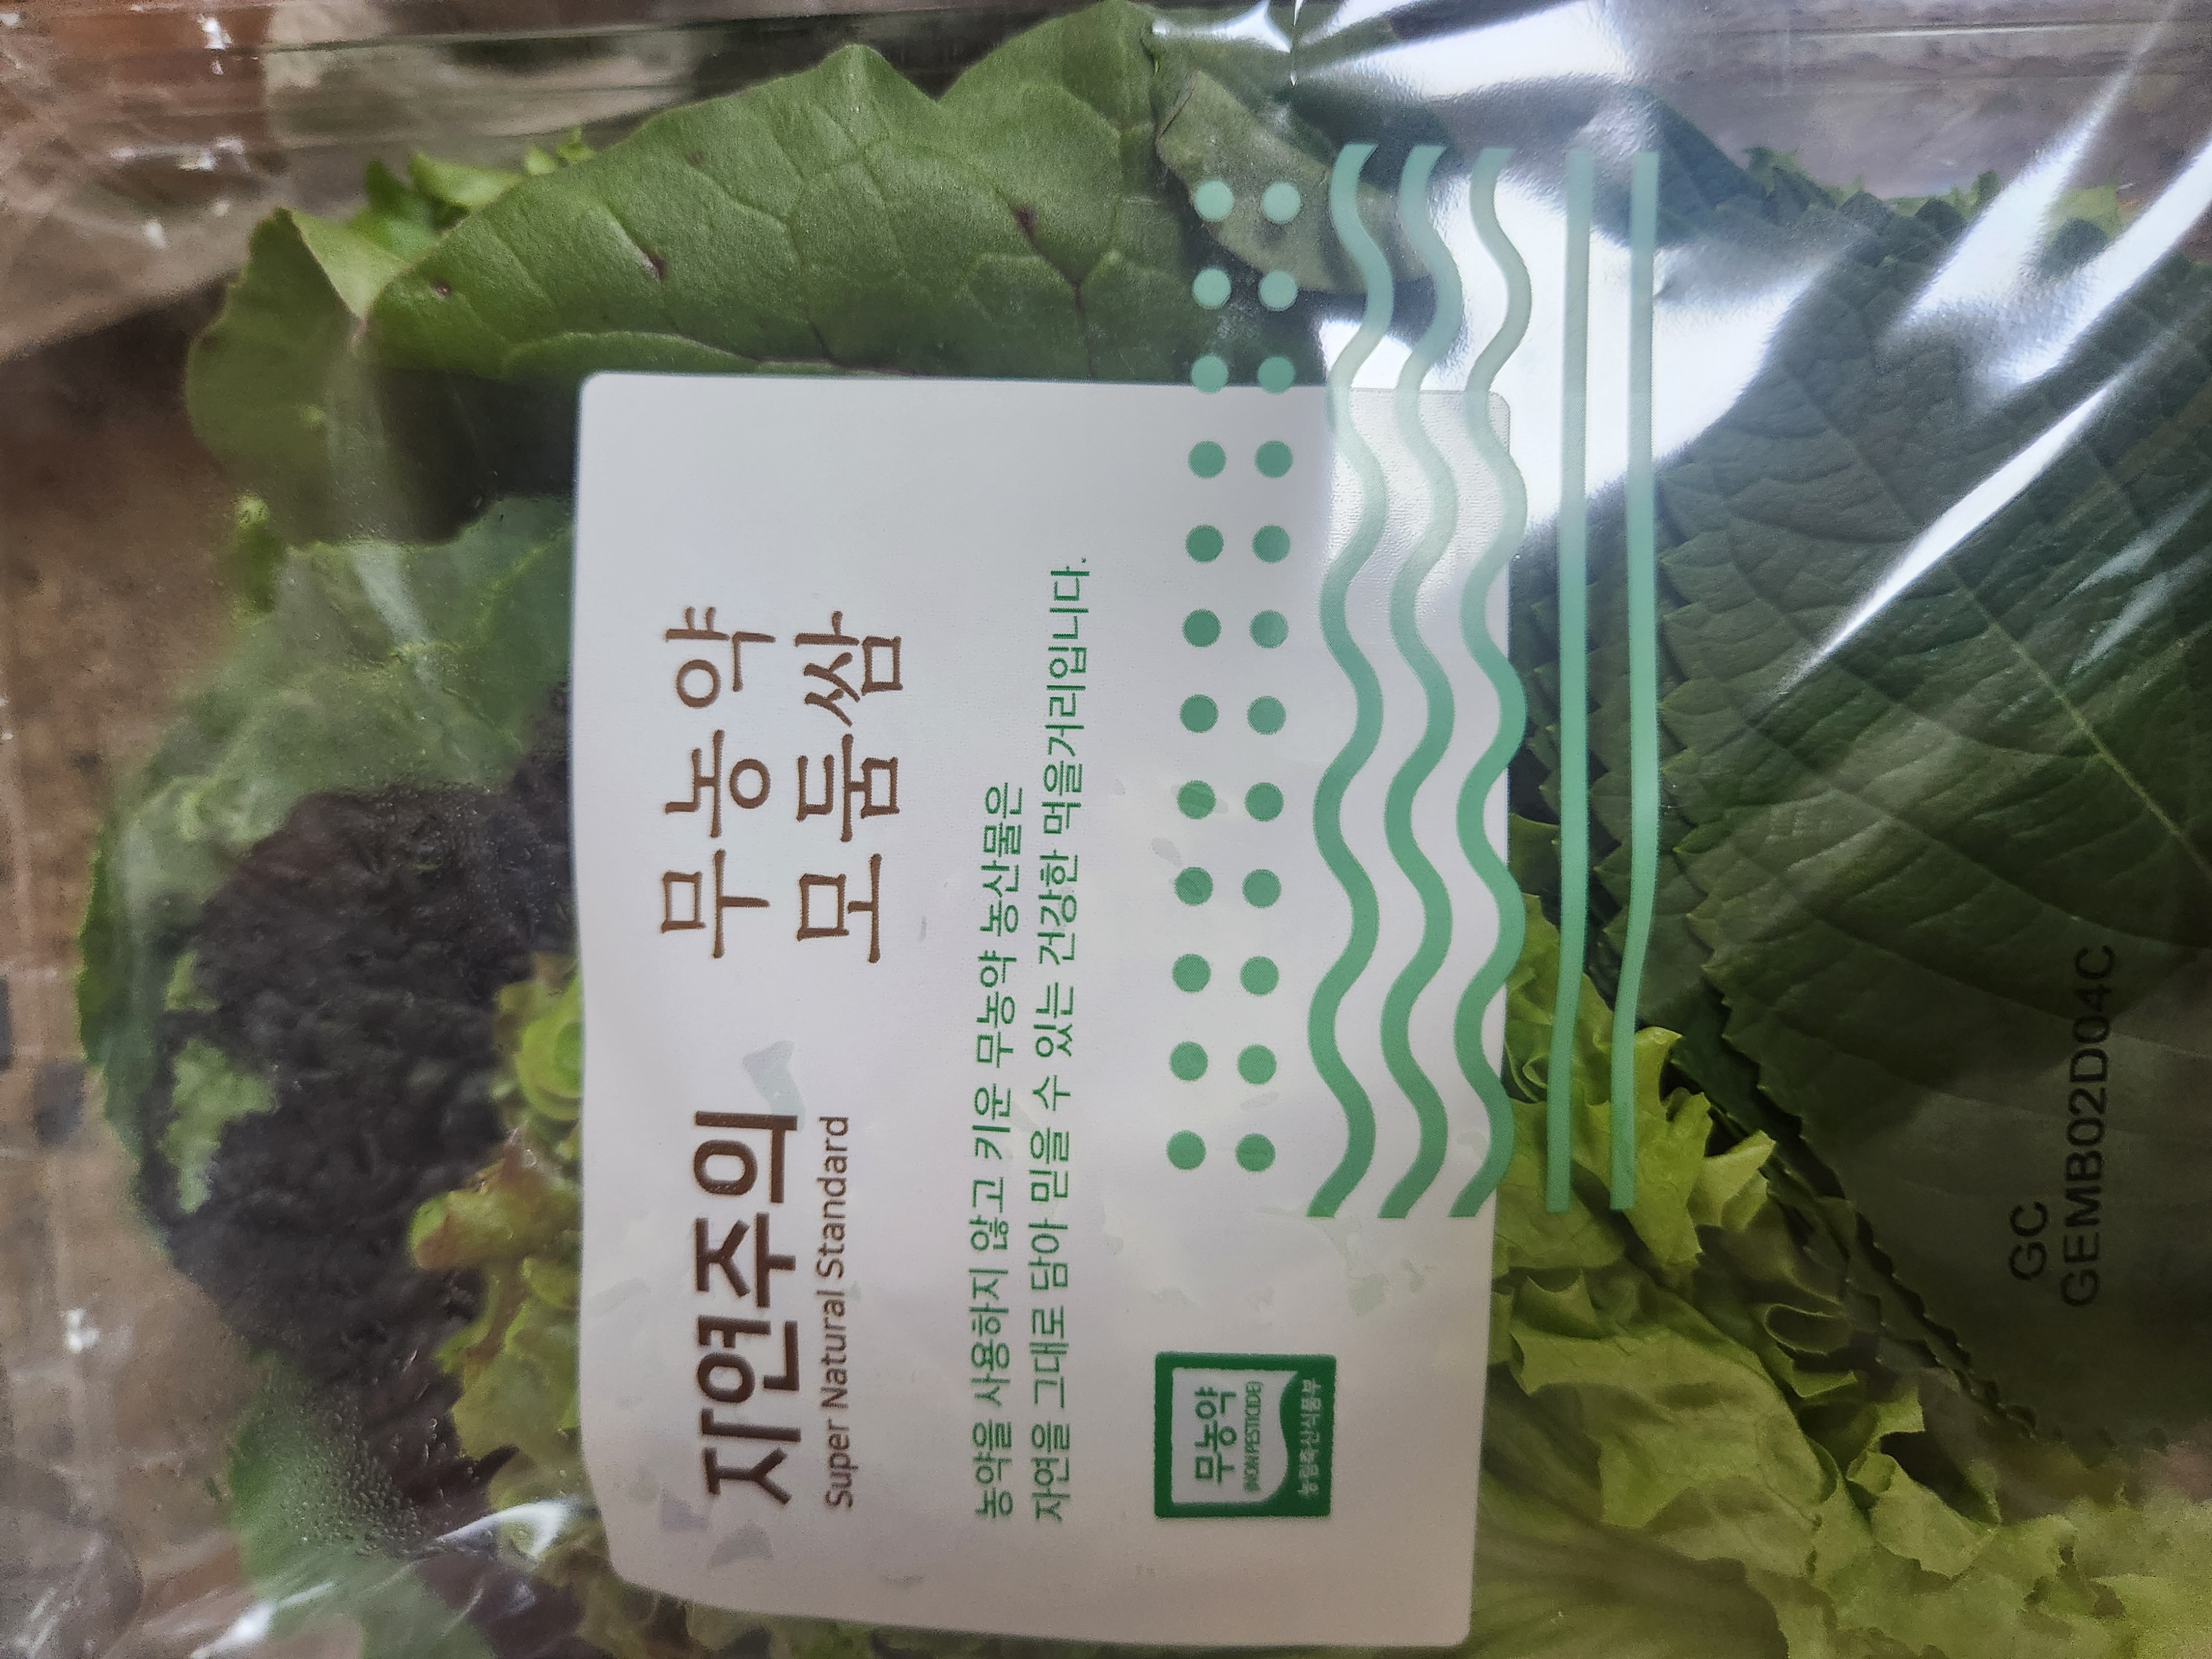 자연주의
Super Natural Standard
무농약
모둠쌈
농약을 사용하지 않고 키운 무농약 농산물은
자연을 그대로 담아 믿을 수 있는 건강한 먹을거리입니다.
무농약
(NON PESTICIDE)
농림축산식품부
GC
GEMB02D04C